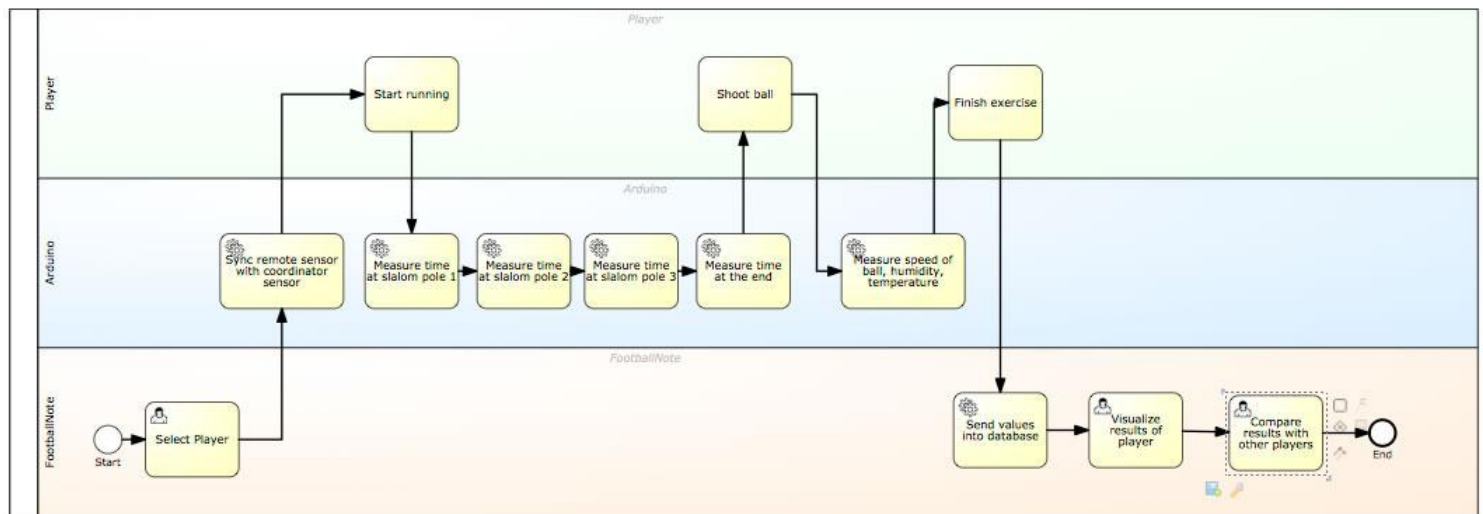 Player
Player
Start running
Shoot ball
Finish exercise
Arduino
Arduino
Sync remote sensor
with coordinator
sensor
Measure time
at slalom pole 1
Measure time
at slalom pole 2
Measure time
at slalom pole 3
Measure time
at the end
Measure speed of
ball, humidity,
temperature
FootballNote
FootballNote
Start
Select Player
Send values
into database
Visualize
results of
player
Compare
results with
other players
End